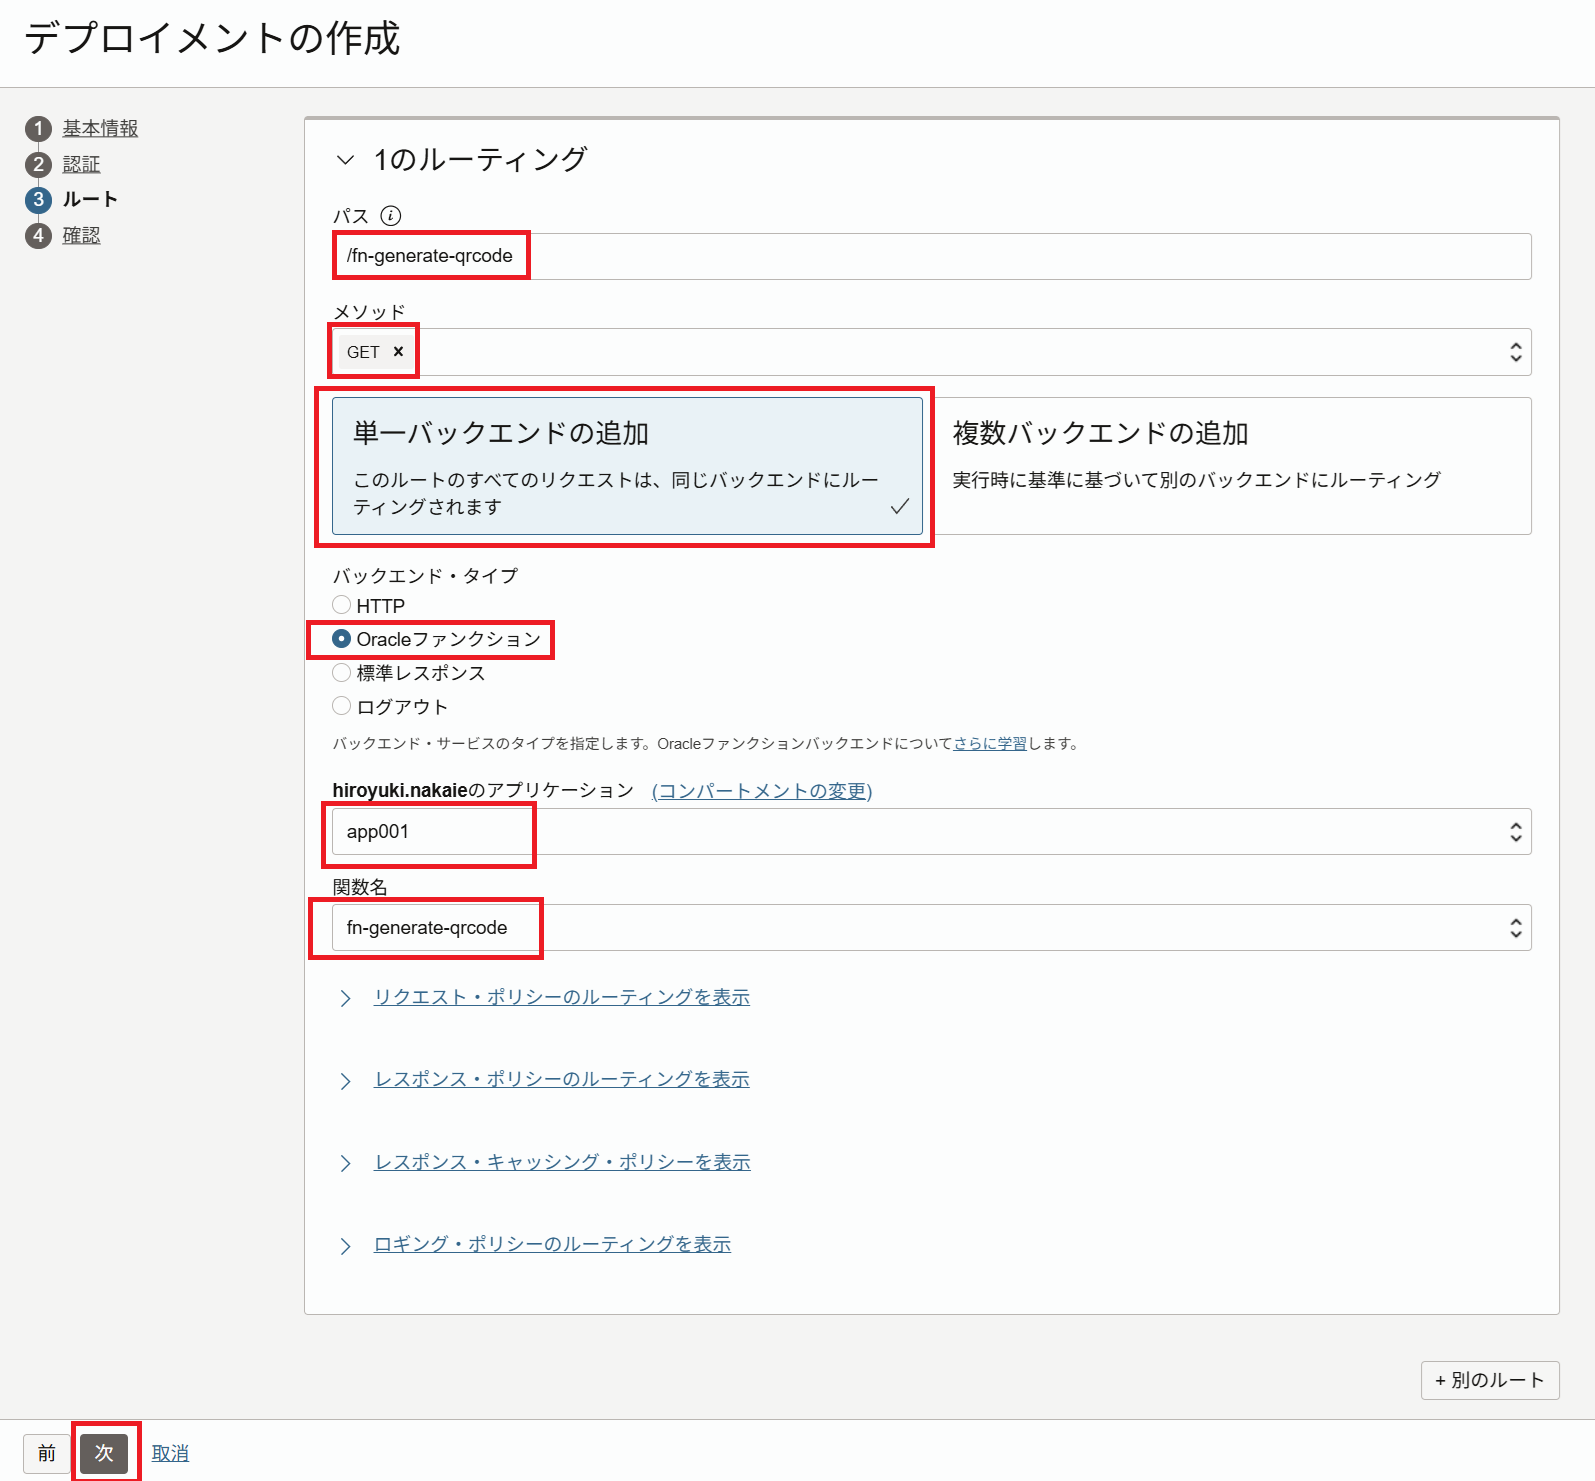 デプロイメントの作成
1 基本情報
2 認証
3 ルート
4 確認
1のルーティング
パス i
/fn-generate-qrcode
メソッド
GET ×
単一バックエンドの追加
このルートのすべてのリクエストは、同じバックエンドにルー
ティングされます
複数バックエンドの追加
実行時に基準に基づいて別のバックエンドにルーティング
バックエンド・タイプ
HTTP
Oracleファンクション
標準レスポンス
ログアウト
バックエンド・サービスのタイプを指定します。Oracleファンクションバックエンドについてさらに学習します。
hiroyuki.nakaieのアプリケーション (コンパートメントの変更)
app001
関数名
fn-generate-qrcode
リクエスト・ポリシーのルーティングを表示
レスポンス・ポリシーのルーティングを表示
レスポンス・キャッシング・ポリシーを表示
ロギング・ポリシーのルーティングを表示
+ 別のルート
前 次 取消